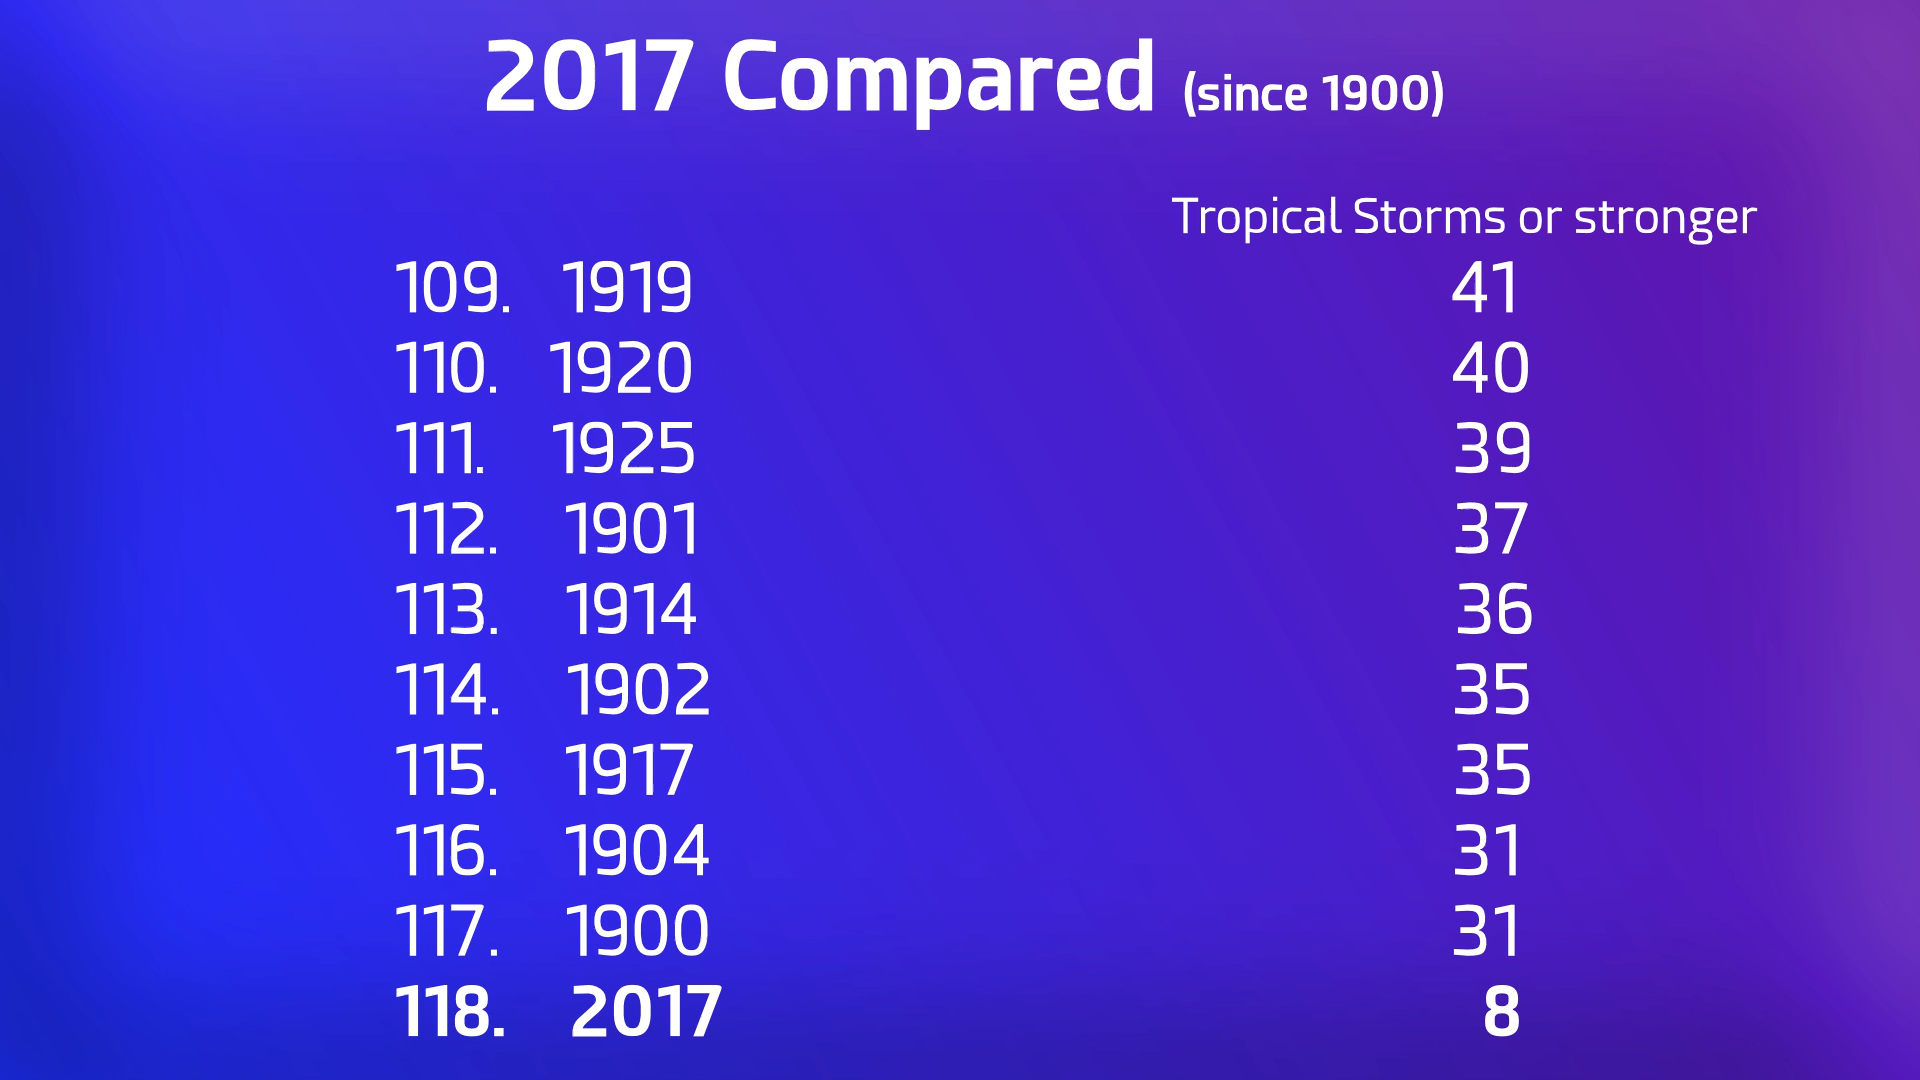 2017 Compared (since 1900)
Tropical Storms or stronger
109. 1919 41
110. 1920 40
111. 1925 39
112. 1901 37
113. 1914 36
114. 1902 35
115. 1917 35
116. 1904 31
117. 1900 31
118. 2017 8